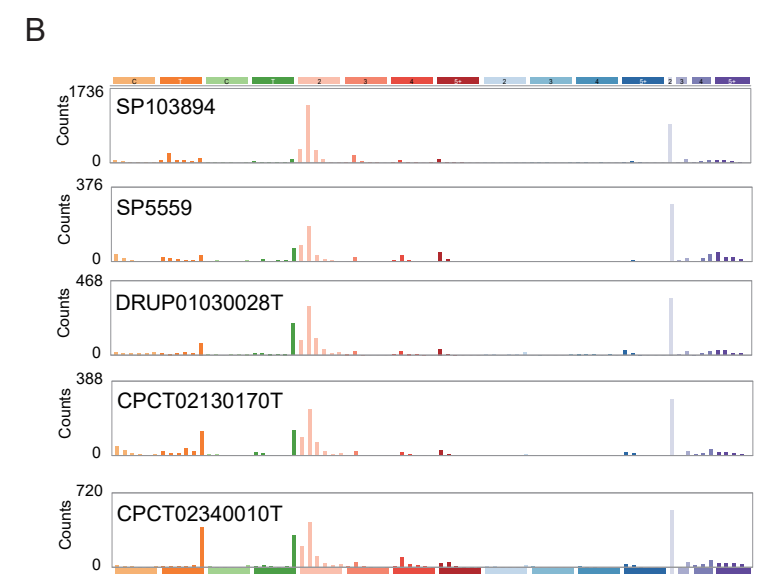 B
C T C T 2 3 4 5+ 2 3 4 5+ 2 3 4 5+
1736
Counts
SP103894
0
376
Counts
SP5559
0
468
Counts
DRUP01030028T
0
388
Counts
CPCT02130170T
0
720
Counts
CPCT02340010T
0